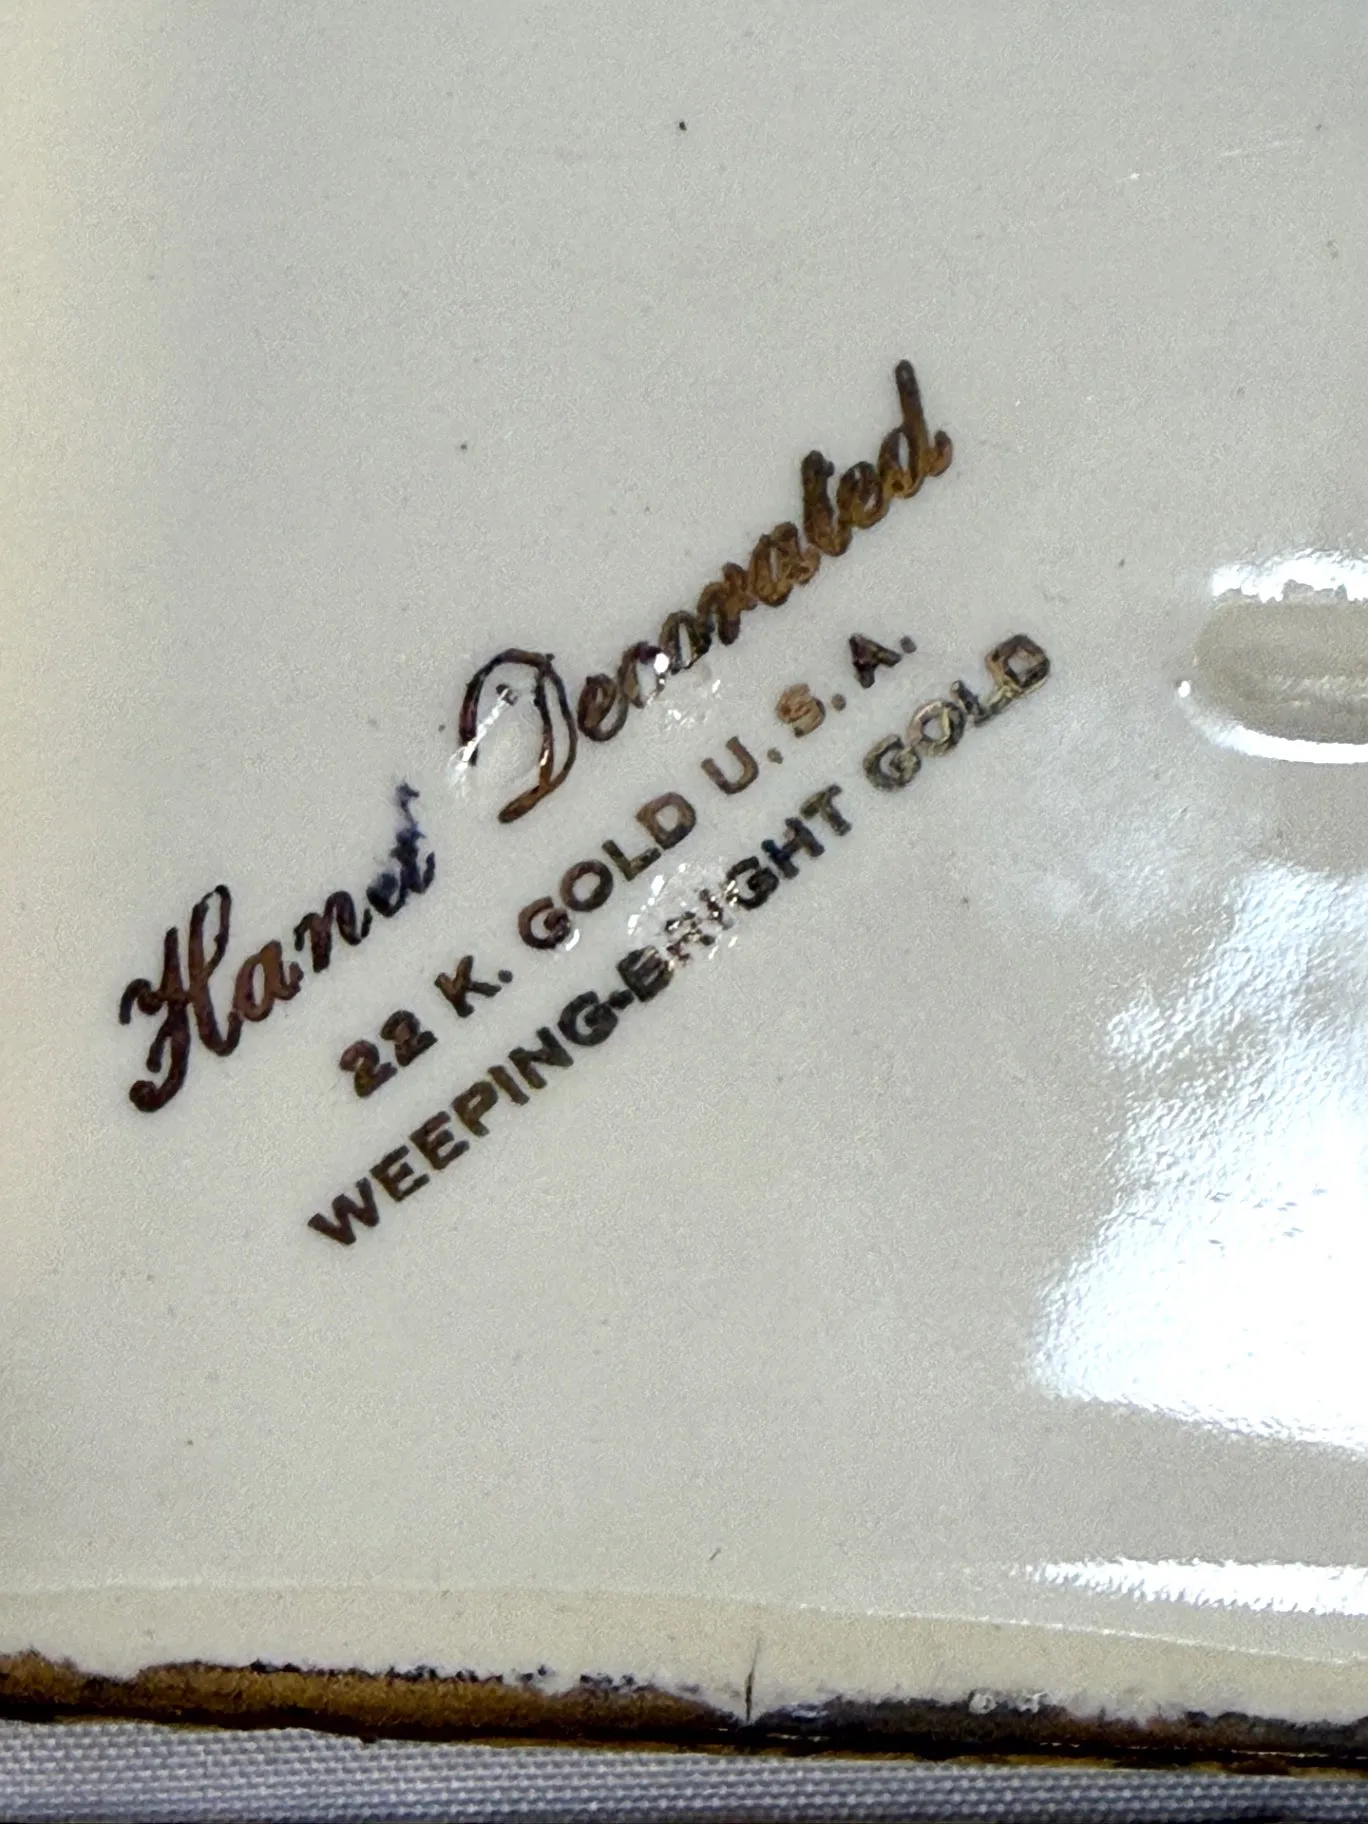 Hand Decorated
22 K. GOLD U.S.A.
WEEPING-BRIGHT GOLD